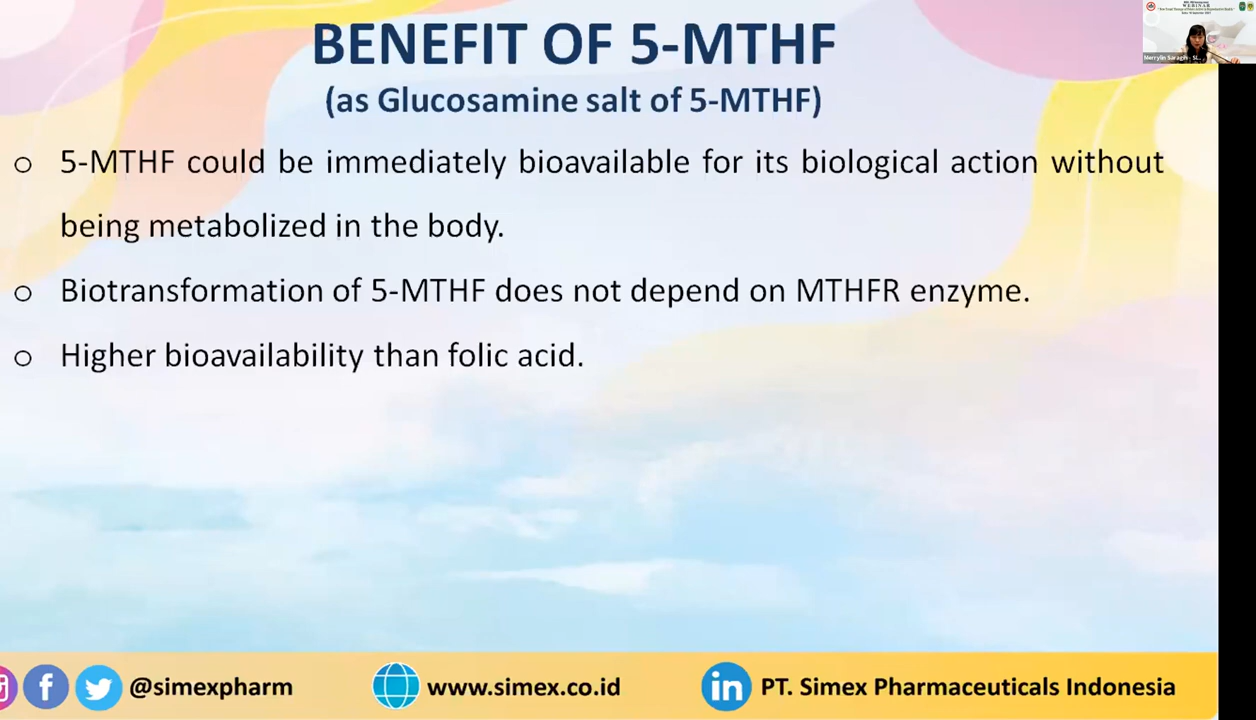 BENEFIT OF 5-MTHF
(as Glucosamine salt of 5-MTHF)
o 5-MTHF could be immediately bioavailable for its biological action without
being metabolized in the body.
o Biotransformation of 5-MTHF does not depend on MTHFR enzyme.
o Higher bioavailability than folic acid.
WEBINAR
@simexpharm
www.simex.co.id
in PT. Simex Pharmaceuticals Indonesia